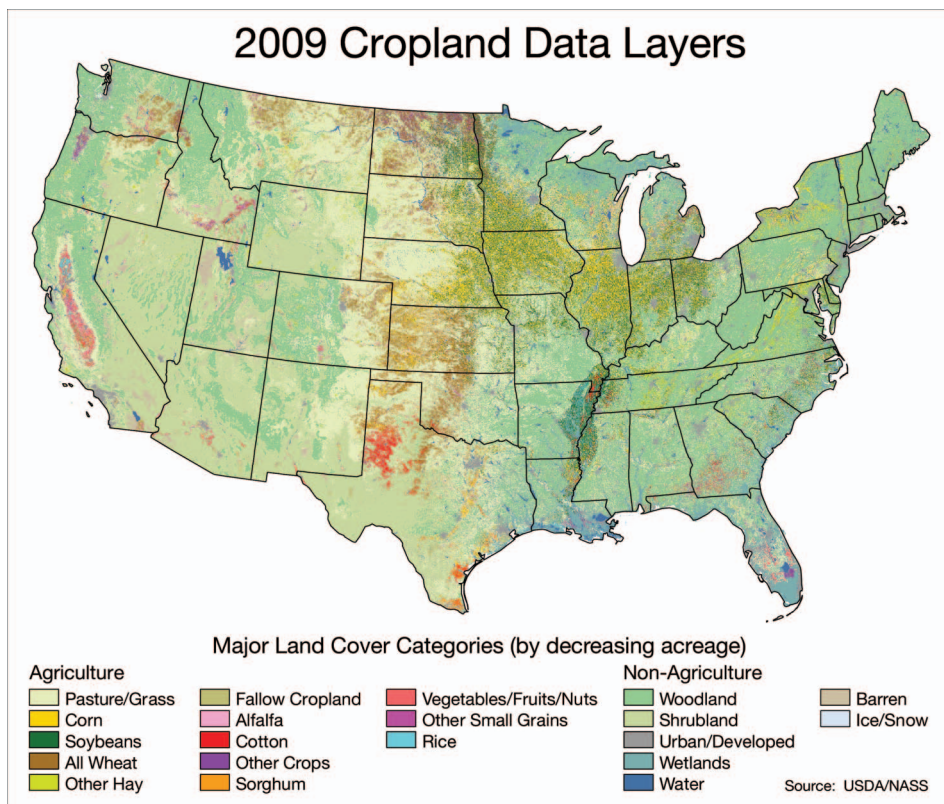 2009 Cropland Data Layers
Major Land Cover Categories (by decreasing acreage)
Agriculture
Pasture/Grass
Corn
Soybeans
All Wheat
Other Hay
Fallow Cropland
Alfalfa
Cotton
Other Crops
Sorghum
Vegetables/Fruits/Nuts
Other Small Grains
Rice
Non-Agriculture
Woodland
Shrubland
Urban/Developed
Wetlands
Water
Barren
Ice/Snow
Source: USDA/NASS